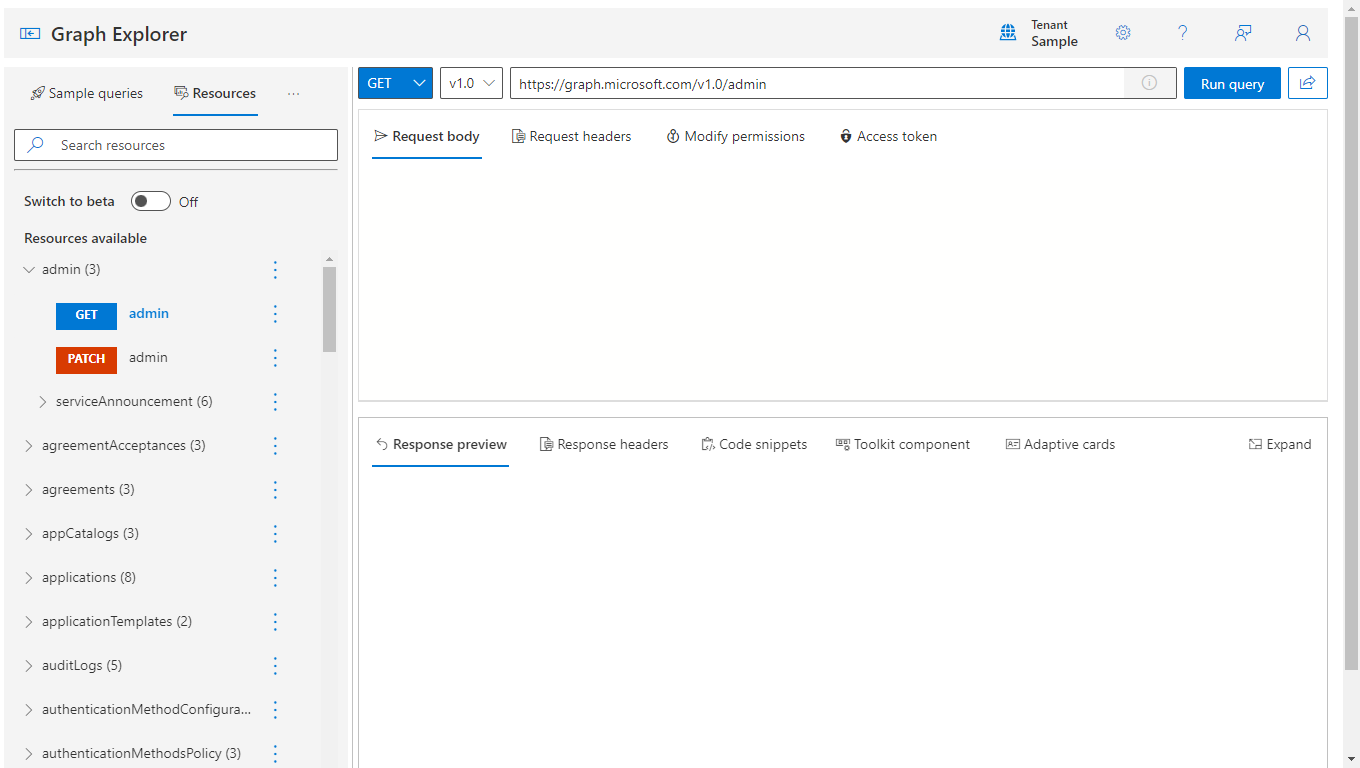 Graph Explorer
Tenant
Sample
?
Sample queries
Resources
...
Search resources
Switch to beta
Off
Resources available
admin (3)
GET admin
PATCH admin
serviceAnnouncement (6)
agreementAcceptances (3)
agreements (3)
appCatalogs (3)
applications (8)
applicationTemplates (2)
auditLogs (5)
authenticationMethodConfigura...
authenticationMethodsPolicy (3)
GET
v1.0
https://graph.microsoft.com/v1.0/admin
Run query
Request body
Request headers
Modify permissions
Access token
Response preview
Response headers
Code snippets
Toolkit component
Adaptive cards
Expand